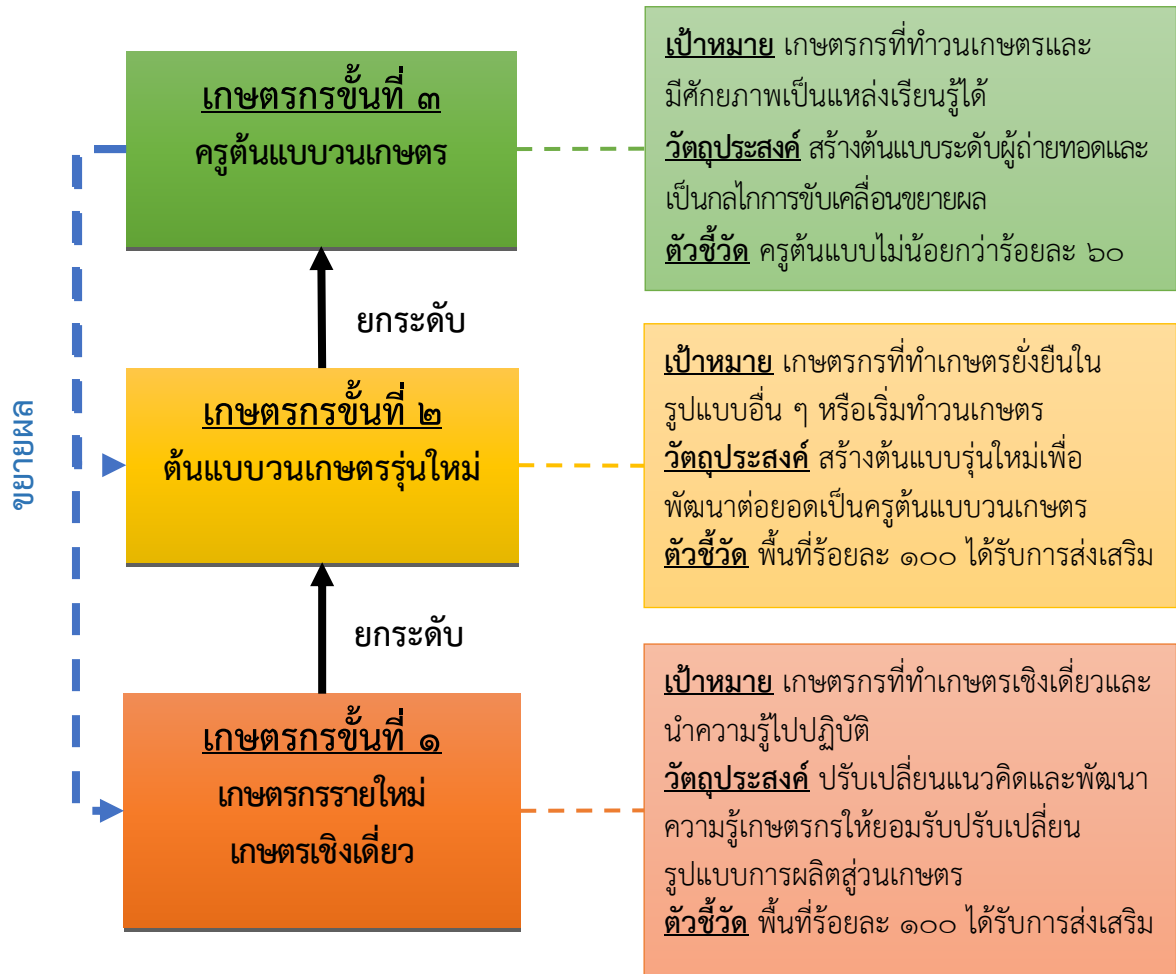 เกษตรกรขั้นที่ ๓
ครูต้นแบบวนเกษตร
เป้าหมาย เกษตรกรที่ทำวนเกษตรและ
มีศักยภาพเป็นแหล่งเรียนรู้ได้
วัตถุประสงค์ สร้างต้นแบบระดับผู้ถ่ายทอดและ
เป็นกลไกการขับเคลื่อนขยายผล
ตัวชี้วัด ครูต้นแบบไม่น้อยกว่าร้อยละ ๖๐
ยกระดับ
ขยายผล
เกษตรกรขั้นที่ ๒
ต้นแบบวนเกษตรรุ่นใหม่
เป้าหมาย เกษตรกรที่ทำเกษตรยั่งยืนใน
รูปแบบอื่น ๆ หรือเริ่มทำวนเกษตร
วัตถุประสงค์ สร้างต้นแบบรุ่นใหม่เพื่อ
พัฒนาต่อยอดเป็นครูต้นแบบวนเกษตร
ตัวชี้วัด พื้นที่ร้อยละ ๑๐๐ ได้รับการส่งเสริม
ยกระดับ
เกษตรกรขั้นที่ ๑
เกษตรกรรายใหม่
เกษตรเชิงเดี่ยว
เป้าหมาย เกษตรกรที่ทำเกษตรเชิงเดี่ยวและ
นำความรู้ไปปฏิบัติ
วัตถุประสงค์ ปรับเปลี่ยนแนวคิดและพัฒนา
ความรู้เกษตรกรให้ยอมรับปรับเปลี่ยน
รูปแบบการผลิตสู่วนเกษตร
ตัวชี้วัด พื้นที่ร้อยละ ๑๐๐ ได้รับการส่งเสริม